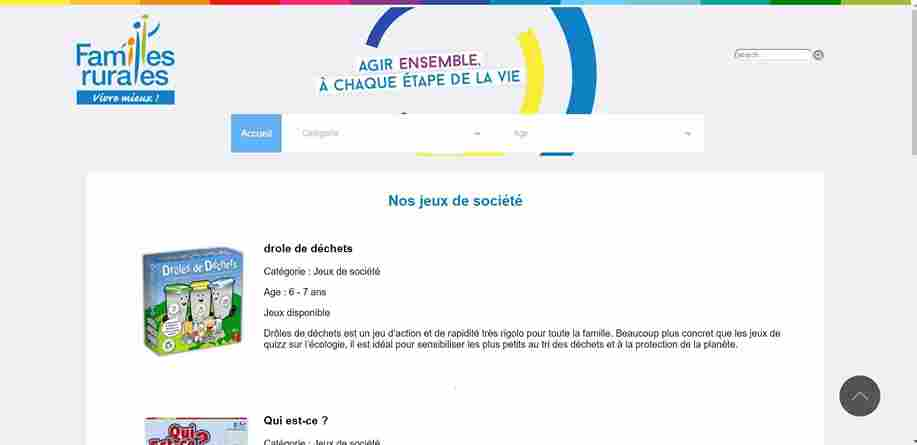 Familles
rurales
Vivre mieux !
AGIR ENSEMBLE,
À CHAQUE ÉTAPE DE LA VIE
Search
Accueil
Catégorie
Age
Nos jeux de société
DRÔLES DE DÉCHETS
drole de déchets
Catégorie : Jeux de société
Age : 6 - 7 ans
Jeux disponible
Drôles de déchets est un jeu d'action et de rapidité très rigolo pour toute la famille. Beaucoup plus concret que les jeux de
quizz sur l'écologie, il est idéal pour sensibiliser les plus petits au tri des déchets et à la protection de la planète.
Qui
Qui est-ce ?
Catégorie : Jeux de société